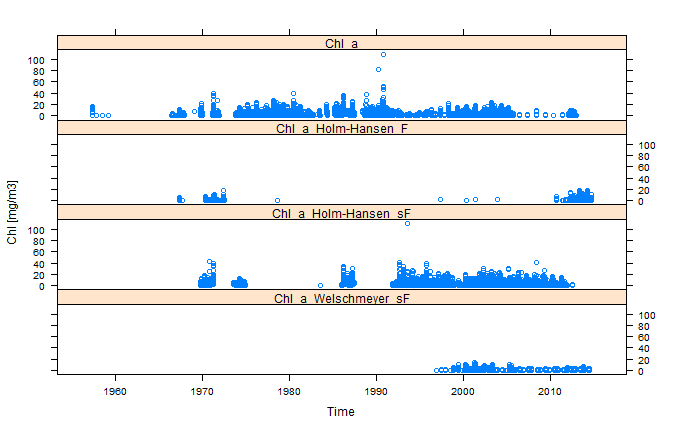 Chl_a
0 20 40 60 80 100
Chl_a_Holm-Hansen_F
0 20 40 60 80 100
Chl_a_Holm-Hansen_sF
0 20 40 60 80 100
Chl_a_Welschmeyer_sF
0 20 40 60 80 100
Chl [mg/m3]
1960 1970 1980 1990 2000 2010
Time